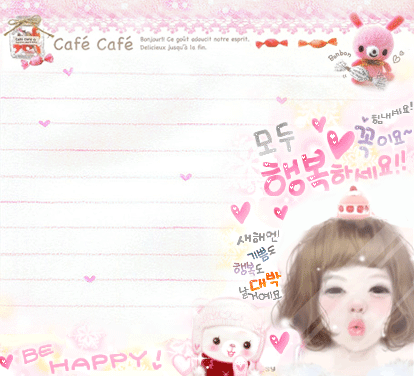 Café Café
Bonjour!! Ce goût adoucit notre esprit.
Delicieux jusqu'à la fin.
Bonbon
힘내세요!
모두
꼭이요~
행복하세요!!
새해엔
기쁨도
행복도
대박
날거예요
BE HAPPY!